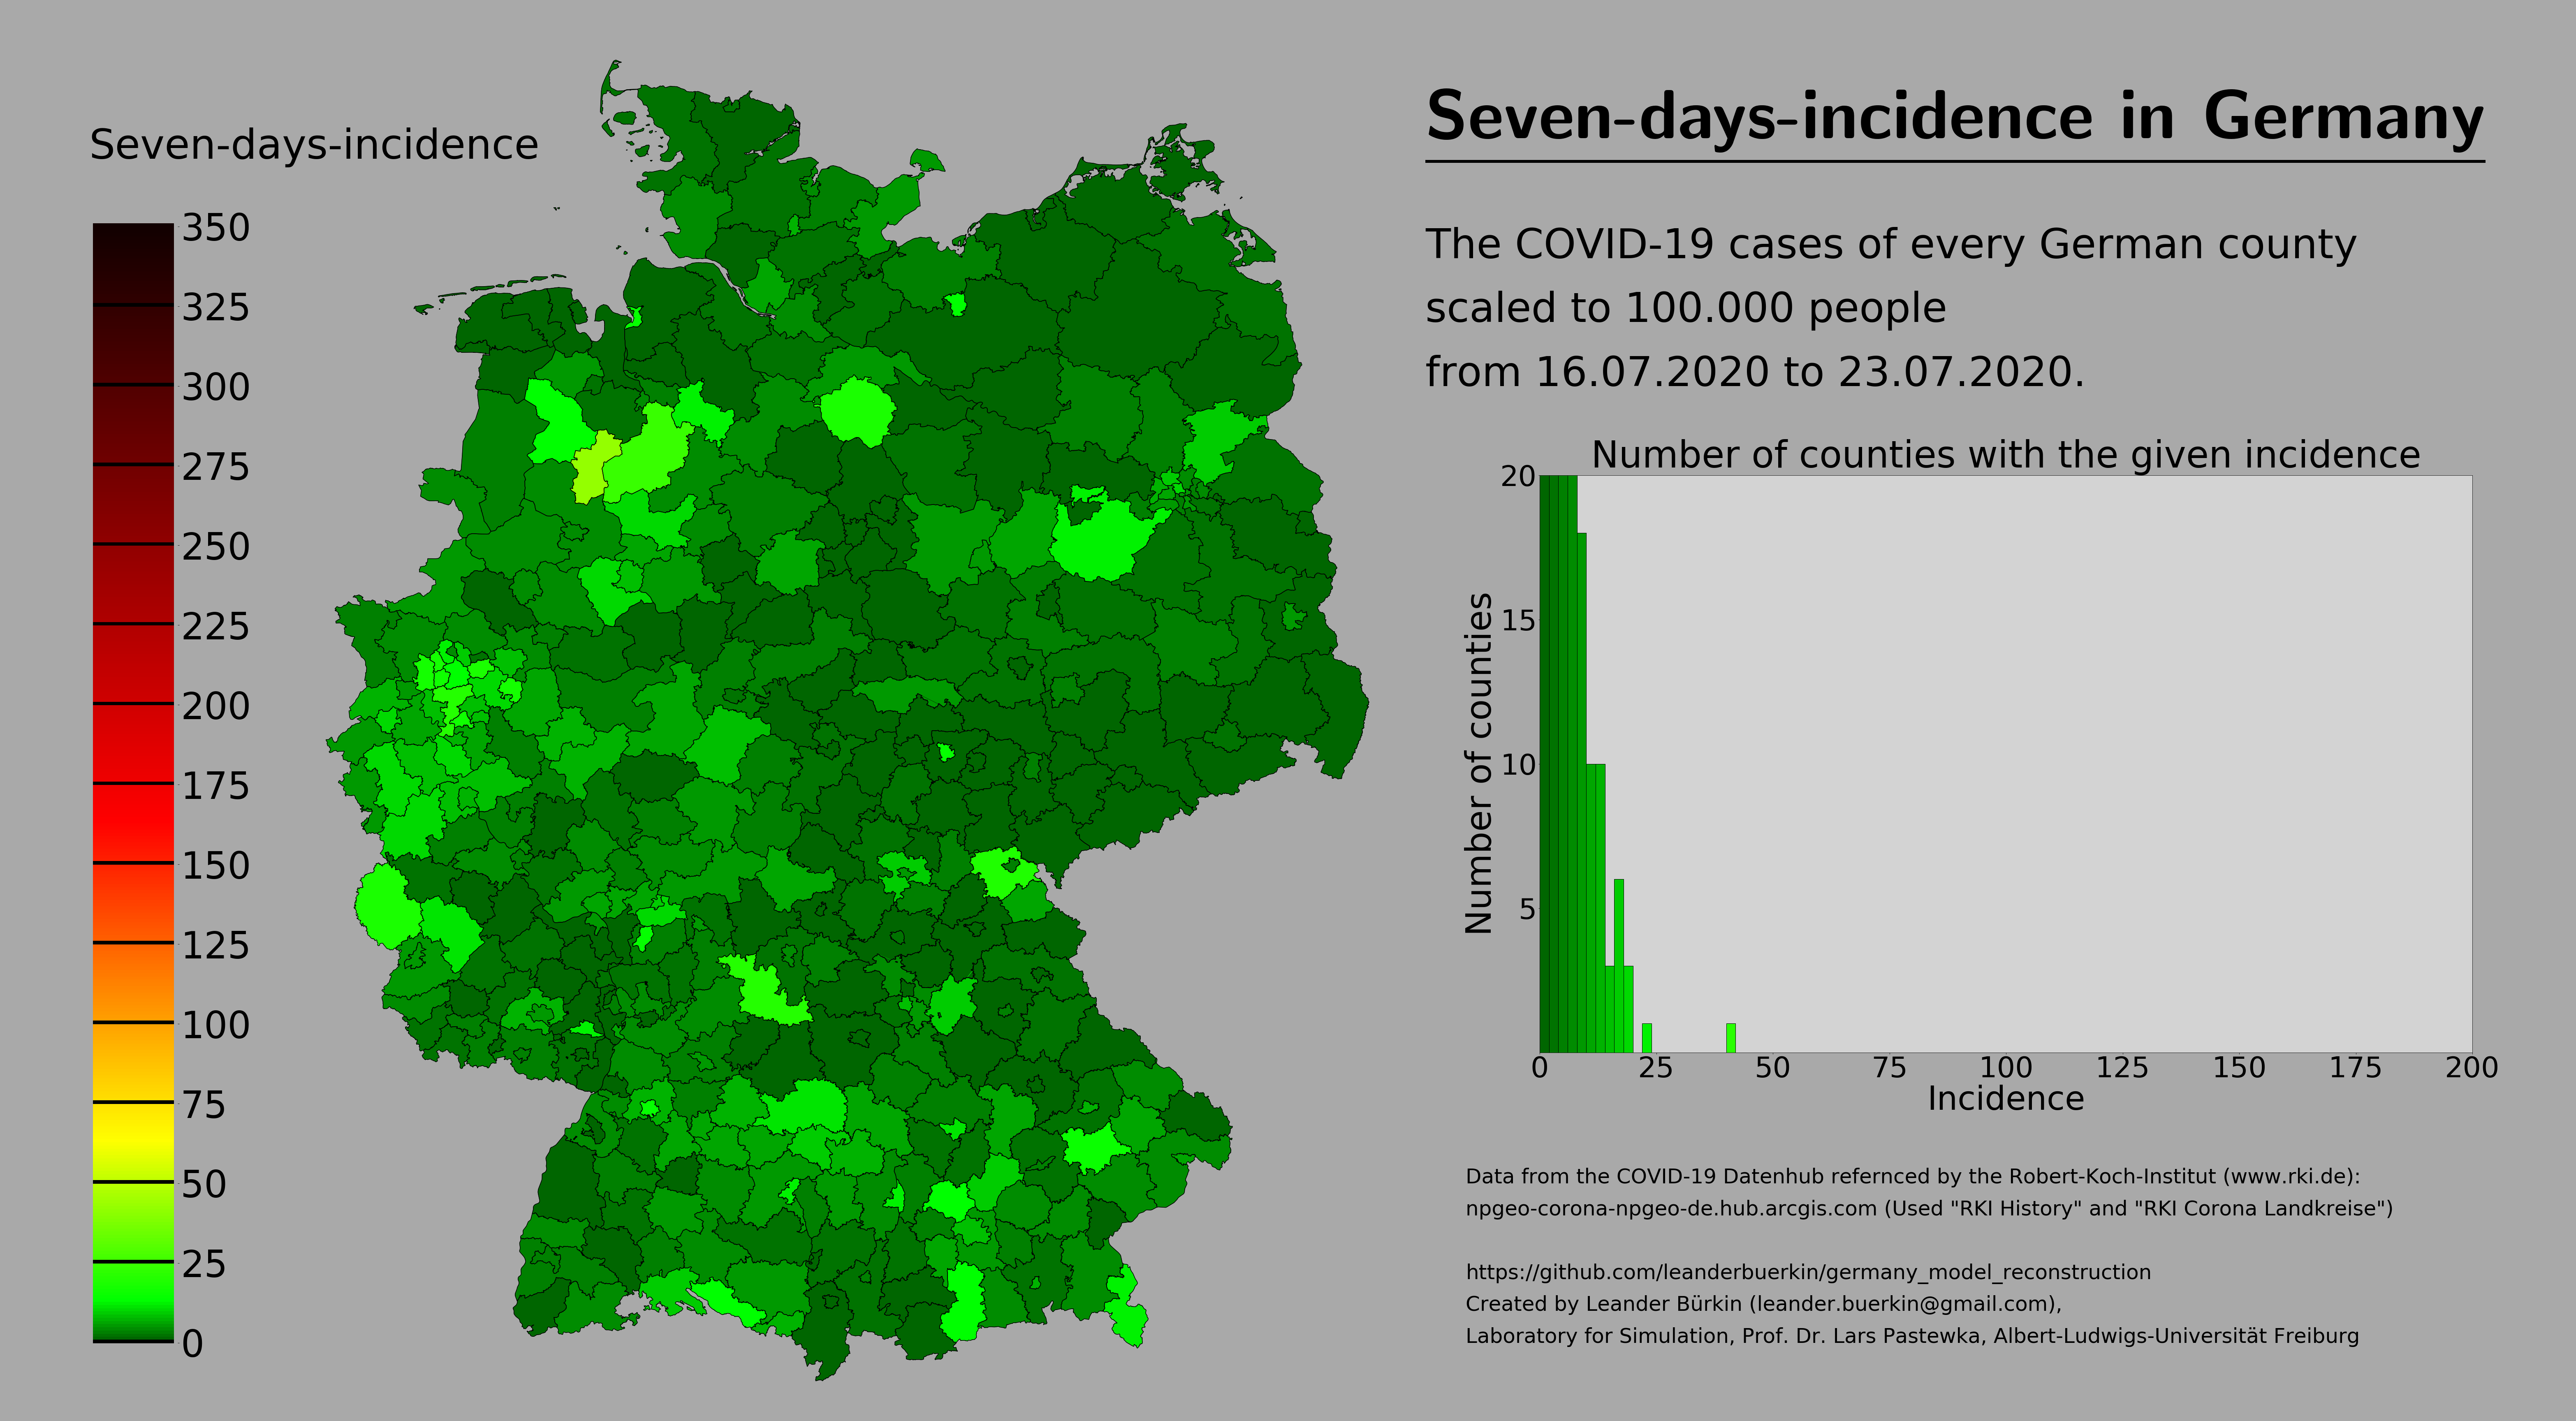 Seven-days-incidence
350
325
300
275
250
225
200
175
150
125
100
75
50
25
0
Seven-days-incidence in Germany
The COVID-19 cases of every German county
scaled to 100.000 people
from 16.07.2020 to 23.07.2020.
Number of counties with the given incidence
Number of counties
20
15
10
5
0 25 50 75 100 125 150 175 200
Incidence
Data from the COVID-19 Datenhub refernced by the Robert-Koch-Institut (www.rki.de):
npgeo-corona-npgeo-de.hub.arcgis.com (Used "RKI History" and "RKI Corona Landkreise")
https://github.com/leanderbuerkin/germany_model_reconstruction
Created by Leander Bürkin (leander.buerkin@gmail.com),
Laboratory for Simulation, Prof. Dr. Lars Pastewka, Albert-Ludwigs-Universität Freiburg